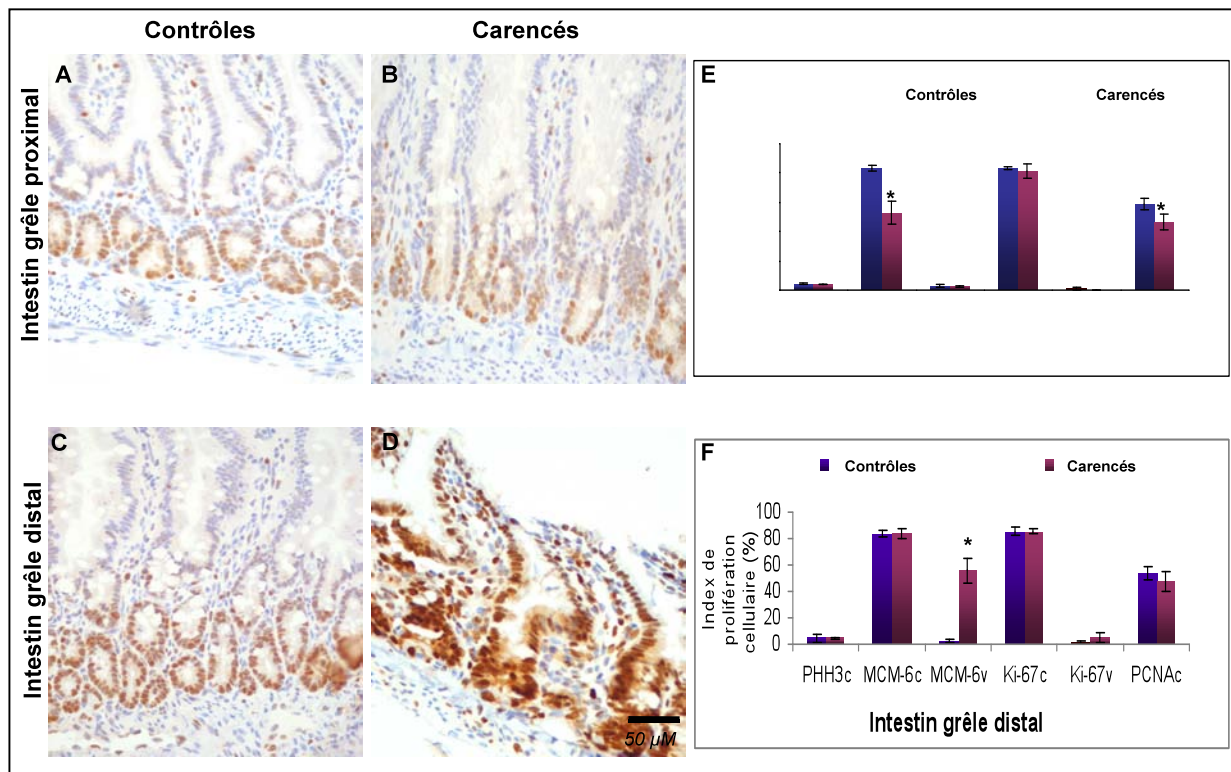 Contrôles
Carencés
Intestin grêle proximal
A
B
E
Contrôles
Carencés
*
*
Intestin grêle distal
C
D
50 µM
F
Contrôles
Carencés
Index de
prolifération
cellulaire (%)
100
80
60
40
20
0
*
PHH3c MCM-6c MCM-6v Ki-67c Ki-67v PCNAc
Intestin grêle distal